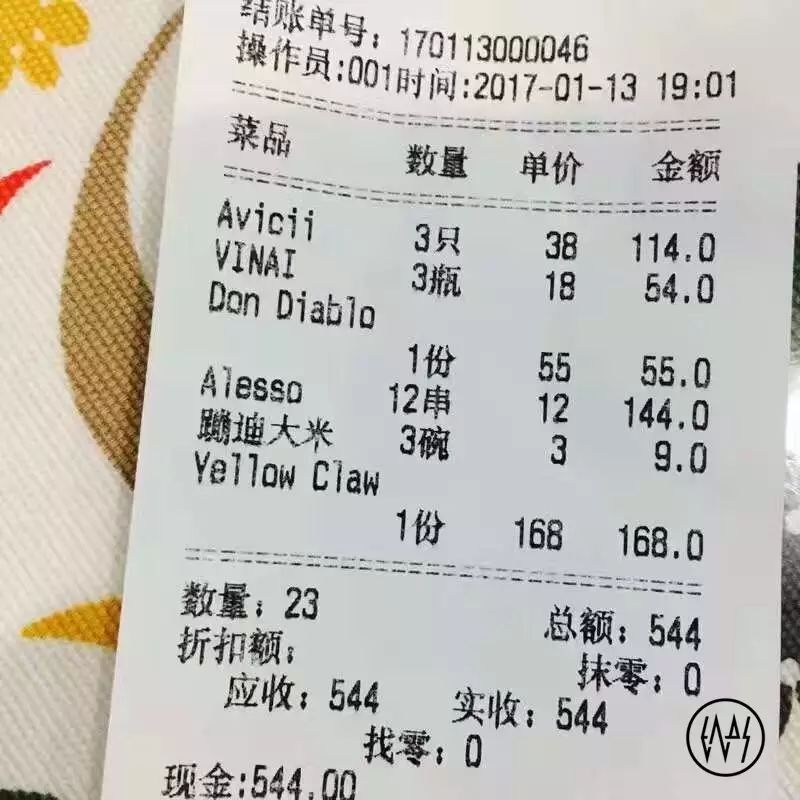 结账单号：170113000046
操作员:001时间:2017-01-13 19:01
菜品 数量 单价 金额
Avicii 3只 38 114.0
VINAI 3瓶 18 54.0
Don Diablo
1份 55 55.0
Alesso 12串 12 144.0
蹦迪大米 3碗 3 9.0
Yellow Claw
1份 168 168.0
数量：23 总额：544
折扣额： 抹零：0
应收：544 实收：544
找零：0
现金:544.00